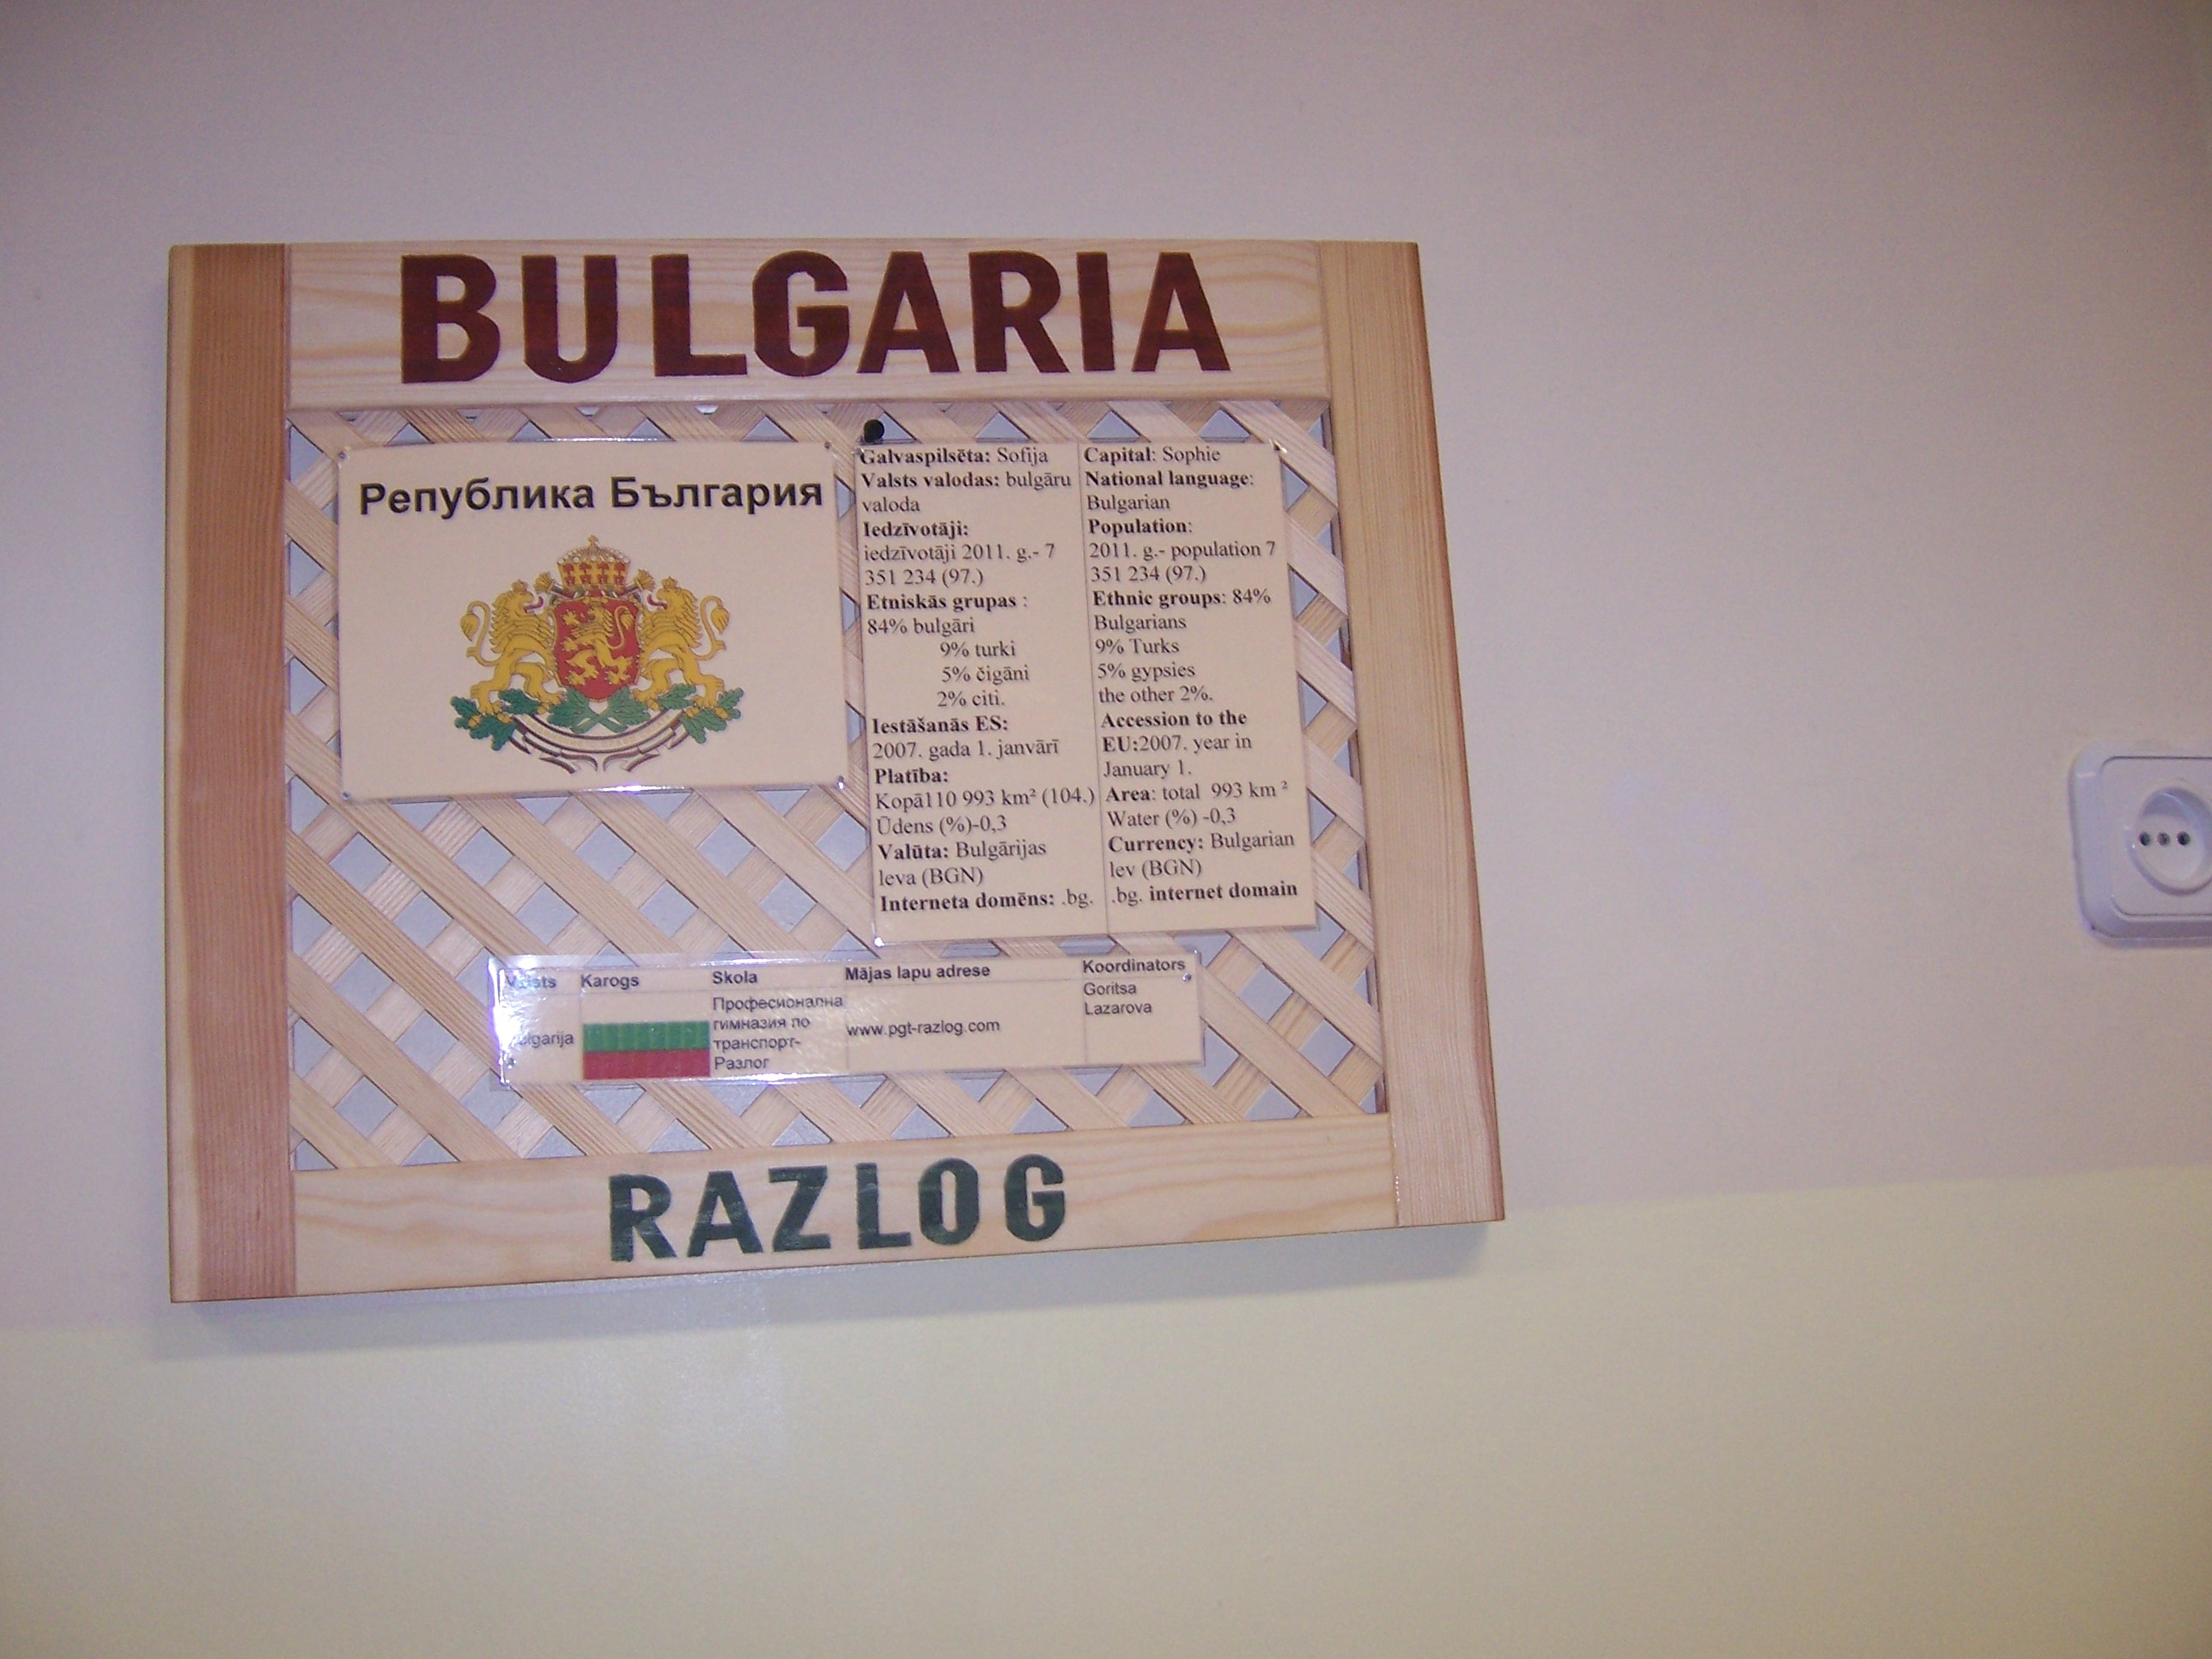 BULGARIA
Република България
Galvaspilsēta: Sofija
Valsts valodas: bulgāru
valoda
Iedzīvotāji:
iedzīvotāji 2011. g.- 7
351 234 (97.)
Etniskās grupas :
84% bulgāri
9% turki
5% čigāni
2% citi.
Iestāšanās ES:
2007. gada 1. janvārī
Platība:
Kopā110 993 km² (104.)
Ūdens (%)-0,3
Valūta: Bulgārijas
leva (BGN)
Interneta domēns: .bg.
Capital: Sophie
National language:
Bulgarian
Population:
2011. g.- population 7
351 234 (97.)
Ethnic groups: 84%
Bulgarians
9% Turks
5% gypsies
the other 2%.
Accession to the
EU:2007. year in
January 1.
Area: total 993 km ²
Water (%) -0,3
Currency: Bulgarian
lev (BGN)
.bg. internet domain
Valsts Karogs Skola Mājas lapu adrese Koordinators
Професионална
гимназия по
транспорт-
Разлог
www.pgt-razlog.com
Goritsa
Lazarova
RAZLOG